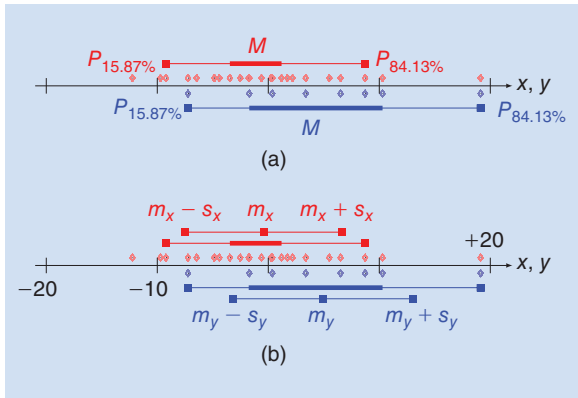 M
P15.87% P84.13%
x, y
P15.87% M P84.13%
(a)
mx − sx mx mx + sx
+20
x, y
−20 −10
my − sy my my + sy
(b)